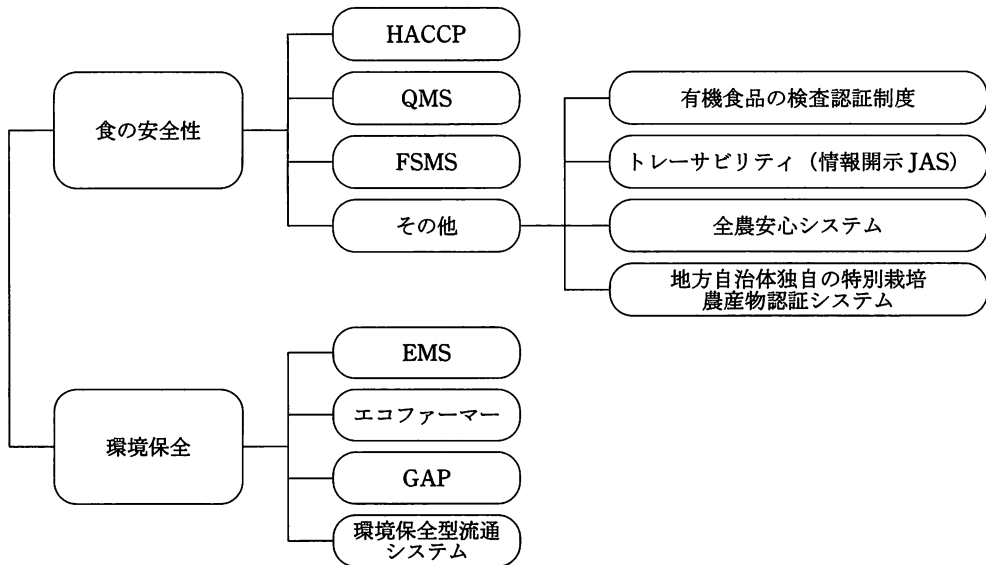 食の安全性
HACCP
QMS
FSMS
その他
有機食品の検査認証制度
トレーサビリティ（情報開示 JAS）
全農安心システム
地方自治体独自の特別栽培
農産物認証システム
環境保全
EMS
エコファーマー
GAP
環境保全型流通
システム